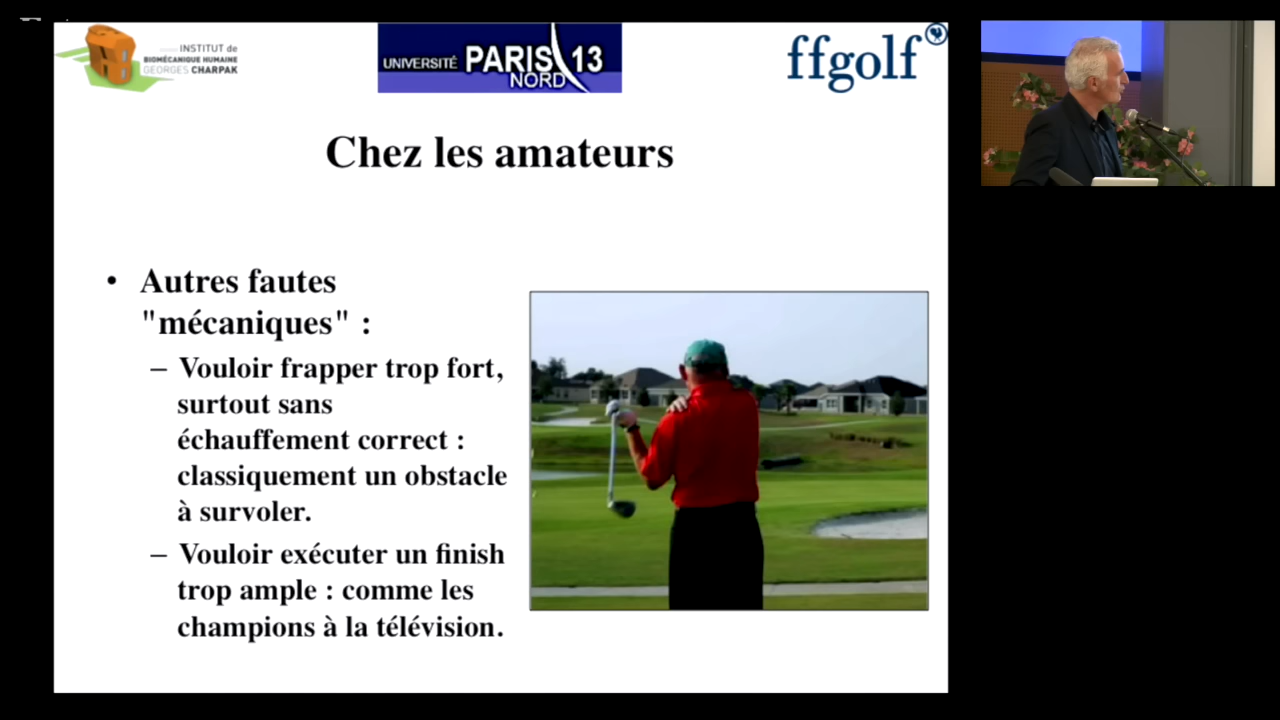 INSTITUT de
BIOMÉCANIQUE HUMAINE
GEORGES CHARPAK
UNIVERSITÉ PARIS 13
NORD
ffgolf
Chez les amateurs
• Autres fautes
"mécaniques" :
– Vouloir frapper trop fort,
surtout sans
échauffement correct :
classiquement un obstacle
à survoler.
– Vouloir exécuter un finish
trop ample : comme les
champions à la télévision.